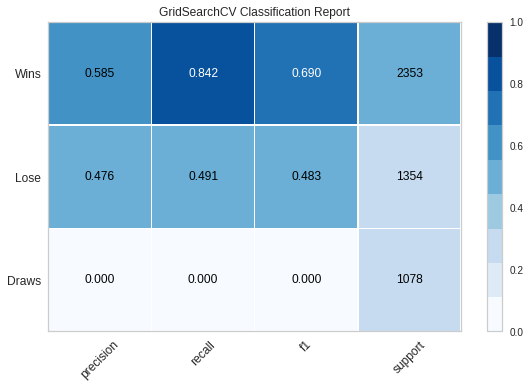 GridSearchCV Classification Report
Wins 0.585 0.842 0.690 2353
Lose 0.476 0.491 0.483 1354
Draws 0.000 0.000 0.000 1078
precision recall f1 support
1.0
0.8
0.6
0.4
0.2
0.0